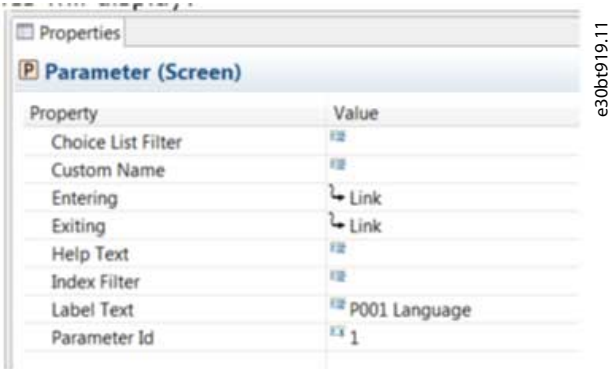 Properties
P Parameter (Screen)
Property Value
Choice List Filter
Custom Name
Entering Link
Exiting Link
Help Text
Index Filter
Label Text P001 Language
Parameter Id 1
e30bt919.11